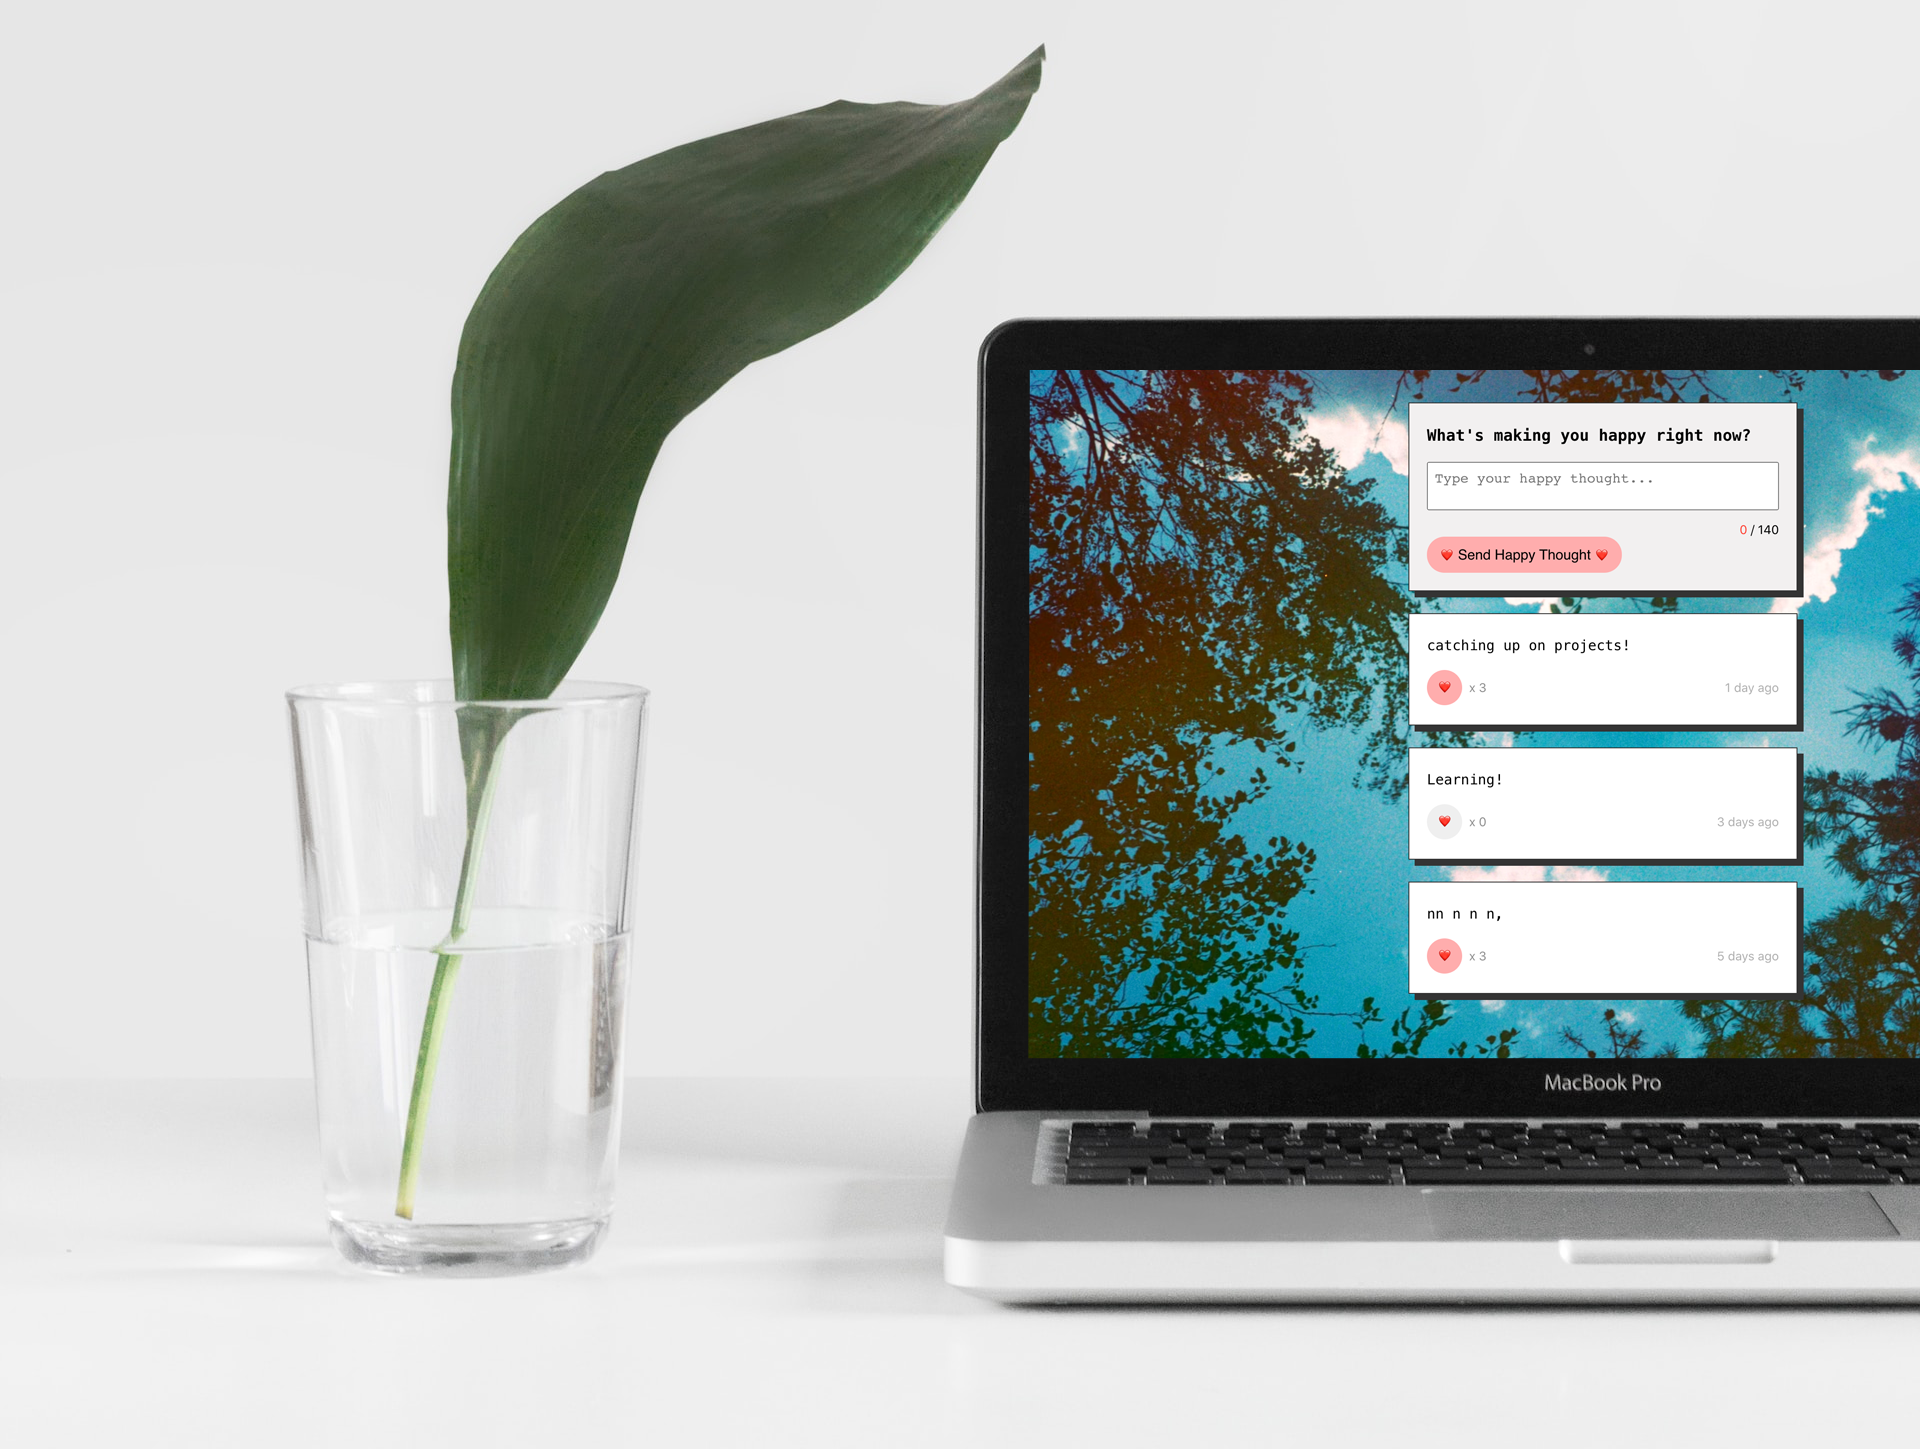 What's making you happy right now?
Type your happy thought...
0 / 140
❤️ Send Happy Thought ❤️
catching up on projects!
❤️ x 3
1 day ago
Learning!
❤️ x 0
3 days ago
nn n n n,
❤️ x 3
5 days ago
MacBook Pro